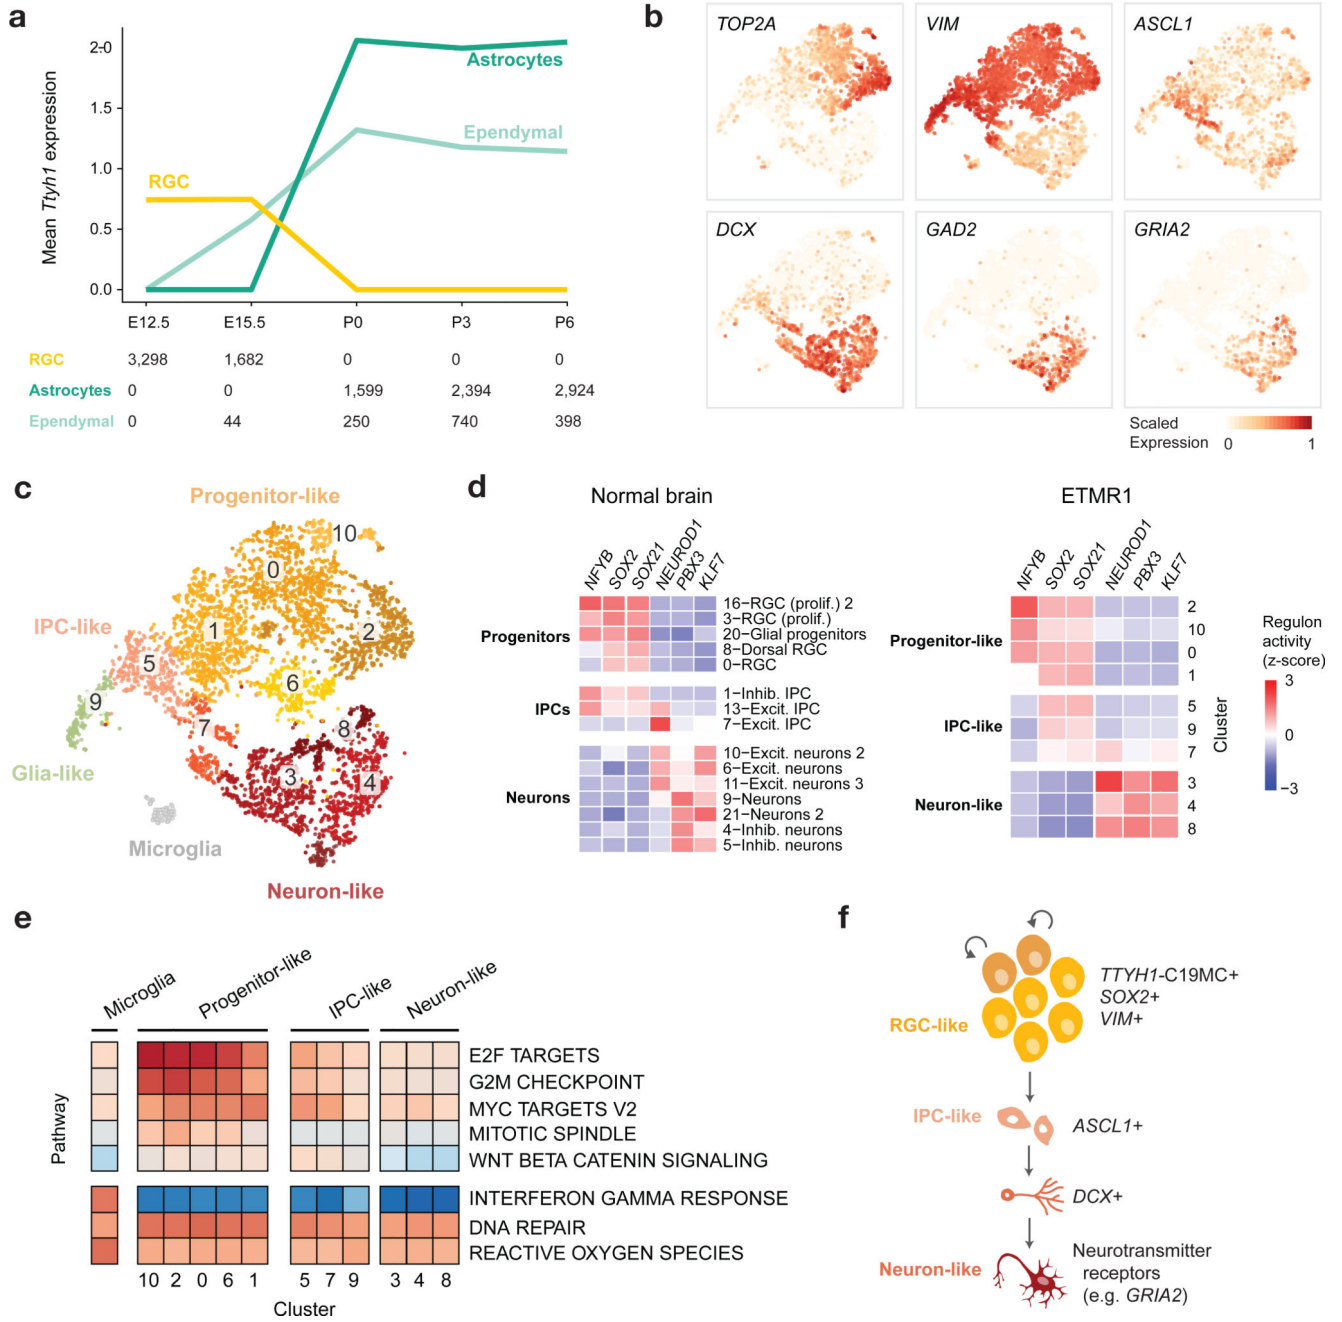 a
Mean Ttyh1 expression
2.0
1.5
1.0
0.5
0.0
Astrocytes
Ependymal
RGC
E12.5 E15.5 P0 P3 P6
RGC 3,298 1,682 0 0 0
Astrocytes 0 0 1,599 2,394 2,924
Ependymal 0 44 250 740 398
b
TOP2A VIM ASCL1
DCX GAD2 GRIA2
Scaled
Expression 0 1
c
Progenitor-like
10
0
IPC-like
1
2
5
6
9
7
8
3
4
Glia-like
Microglia
Neuron-like
d
Normal brain
NFYB SOX2 SOX21 NEUROD1 PBX3 KLF7
Progenitors
16−RGC (prolif.) 2
3−RGC (prolif.)
20−Glial progenitors
8−Dorsal RGC
0−RGC
IPCs
1−Inhib. IPC
13−Excit. IPC
7−Excit. IPC
Neurons
10−Excit. neurons 2
6−Excit. neurons
11−Excit. neurons 3
9−Neurons
21−Neurons 2
4−Inhib. neurons
5−Inhib. neurons
ETMR1
NFYB SOX2 SOX21 NEUROD1 PBX3 KLF7
Progenitor-like
2
10
0
1
IPC-like
5
9
7
Neuron-like
3
4
8
Cluster
Regulon
activity
(z-score)
3
0
−3
e
Microglia Progenitor-like IPC-like Neuron-like
Pathway
E2F TARGETS
G2M CHECKPOINT
MYC TARGETS V2
MITOTIC SPINDLE
WNT BETA CATENIN SIGNALING
INTERFERON GAMMA RESPONSE
DNA REPAIR
REACTIVE OXYGEN SPECIES
10 2 0 6 1 5 7 9 3 4 8
Cluster
f
RGC-like
TTYH1-C19MC+
SOX2+
VIM+
IPC-like
ASCL1+
DCX+
Neuron-like
Neurotransmitter
receptors
(e.g. GRIA2)